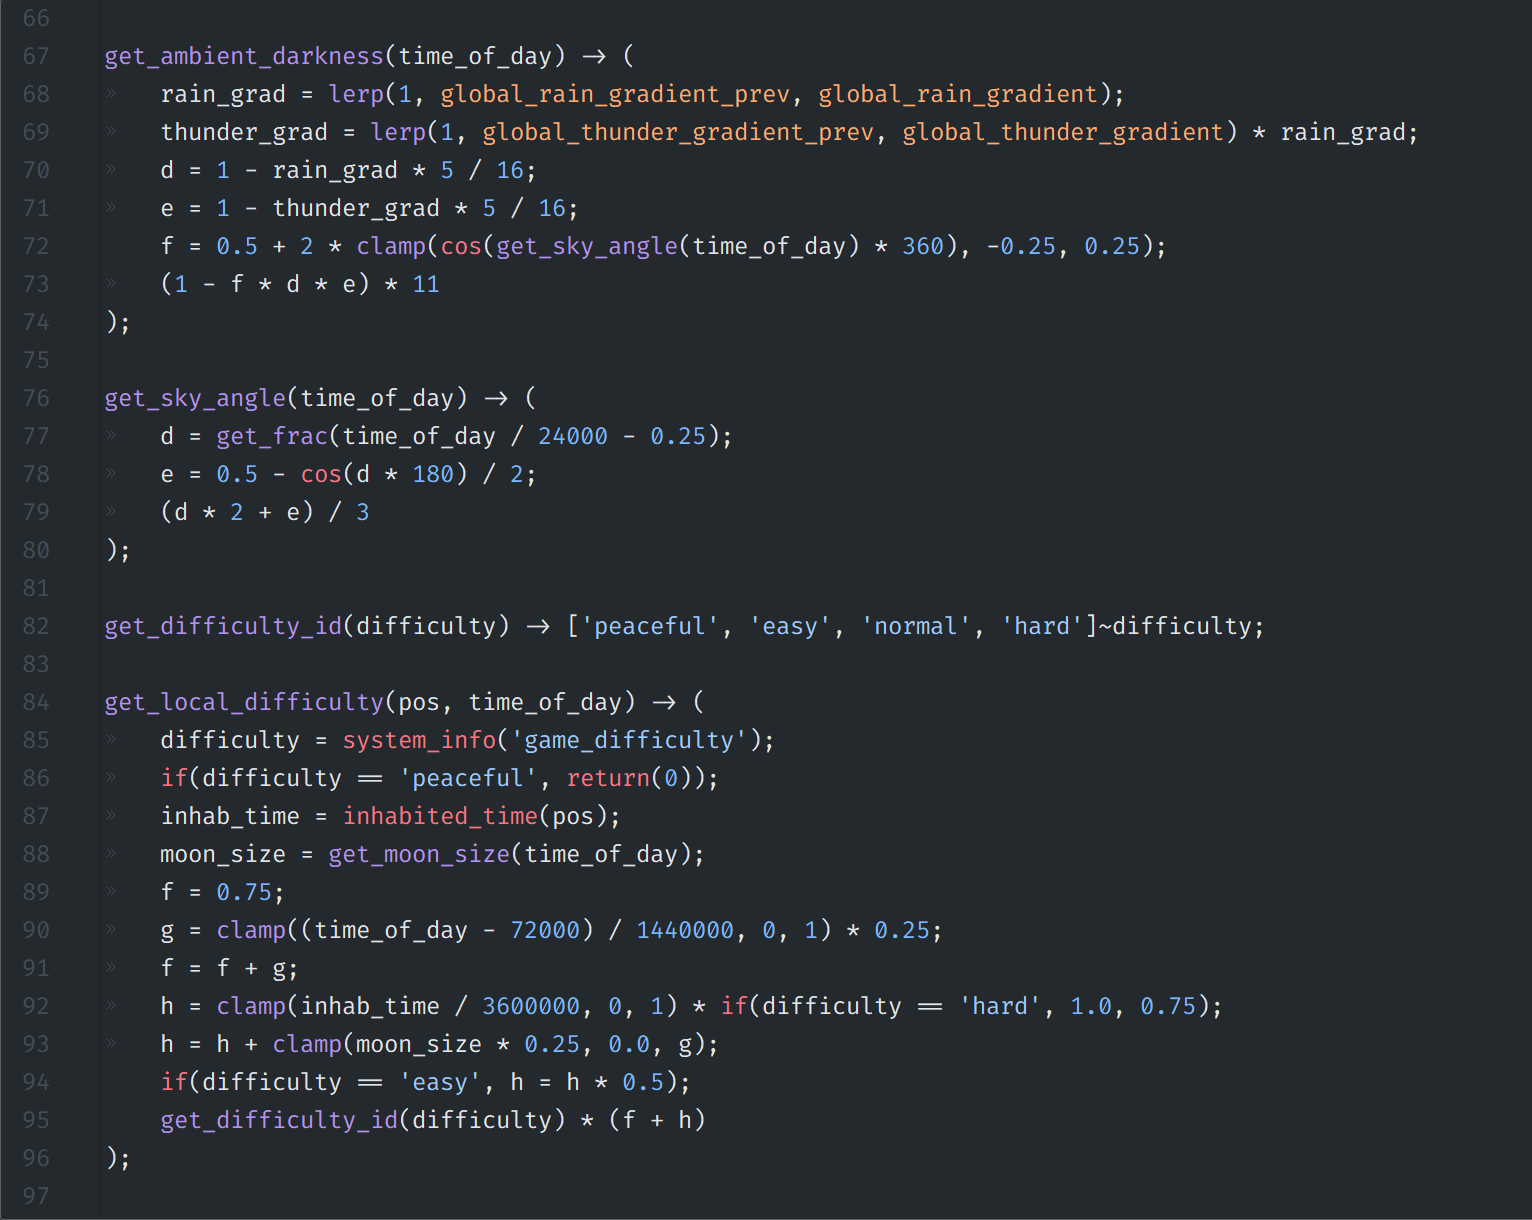 66
67 get_ambient_darkness(time_of_day) -> (
68 » rain_grad = lerp(1, global_rain_gradient_prev, global_rain_gradient);
69 » thunder_grad = lerp(1, global_thunder_gradient_prev, global_thunder_gradient) * rain_grad;
70 » d = 1 - rain_grad * 5 / 16;
71 » e = 1 - thunder_grad * 5 / 16;
72 » f = 0.5 + 2 * clamp(cos(get_sky_angle(time_of_day) * 360), -0.25, 0.25);
73 » (1 - f * d * e) * 11
74 );
75
76 get_sky_angle(time_of_day) -> (
77 » d = get_frac(time_of_day / 24000 - 0.25);
78 » e = 0.5 - cos(d * 180) / 2;
79 » (d * 2 + e) / 3
80 );
81
82 get_difficulty_id(difficulty) -> ['peaceful', 'easy', 'normal', 'hard']~difficulty;
83
84 get_local_difficulty(pos, time_of_day) -> (
85 » difficulty = system_info('game_difficulty');
86 » if(difficulty == 'peaceful', return(0));
87 » inhab_time = inhabited_time(pos);
88 » moon_size = get_moon_size(time_of_day);
89 » f = 0.75;
90 » g = clamp((time_of_day - 72000) / 1440000, 0, 1) * 0.25;
91 » f = f + g;
92 » h = clamp(inhab_time / 3600000, 0, 1) * if(difficulty == 'hard', 1.0, 0.75);
93 » h = h + clamp(moon_size * 0.25, 0.0, g);
94 if(difficulty == 'easy', h = h * 0.5);
95 get_difficulty_id(difficulty) * (f + h)
96 );
97